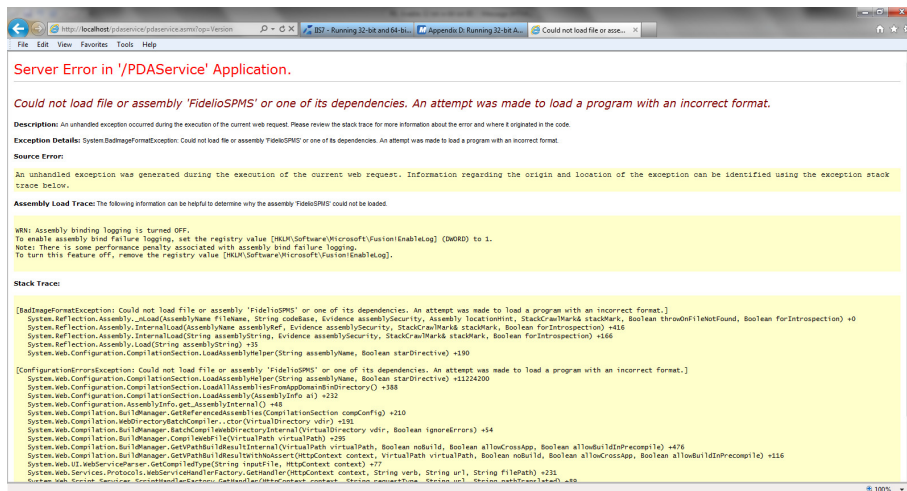 http://localhost/pdaservice/pdaservice.asmx?op=Version
IIS7 - Running 32-bit and 64-bi...
Appendix D: Running 32-bit A...
Could not load file or asse...
File Edit View Favorites Tools Help
Server Error in '/PDAService' Application.
Could not load file or assembly 'FidelioSPMS' or one of its dependencies. An attempt was made to load a program with an incorrect format.
Description: An unhandled exception occurred during the execution of the current web request. Please review the stack trace for more information about the error and where it originated in the code.
Exception Details: System.BadImageFormatException: Could not load file or assembly 'FidelioSPMS' or one of its dependencies. An attempt was made to load a program with an incorrect format.
Source Error:
An unhandled exception was generated during the execution of the current web request. Information regarding the origin and location of the exception can be identified using the exception stack
trace below.
Assembly Load Trace: The following information can be helpful to determine why the assembly 'FidelioSPMS' could not be loaded.
WRN: Assembly binding logging is turned OFF.
To enable assembly bind failure logging, set the registry value [HKLM\Software\Microsoft\Fusion!EnableLog] (DWORD) to 1.
Note: There is some performance penalty associated with assembly bind failure logging.
To turn this feature off, remove the registry value [HKLM\Software\Microsoft\Fusion!EnableLog].
Stack Trace:
[BadImageFormatException: Could not load file or assembly 'FidelioSPMS' or one of its dependencies. An attempt was made to load a program with an incorrect format.]
System.Reflection.Assembly._nLoad(AssemblyName fileName, String codeBase, Evidence assemblySecurity, Assembly locationHint, StackCrawlMark& stackMark, Boolean throwOnFileNotFound, Boolean forIntrospection) +0
System.Reflection.Assembly.InternalLoad(AssemblyName assemblyRef, Evidence assemblySecurity, StackCrawlMark& stackMark, Boolean forIntrospection) +416
System.Reflection.Assembly.InternalLoad(String assemblyString, Evidence assemblySecurity, StackCrawlMark& stackMark, Boolean forIntrospection) +166
System.Reflection.Assembly.Load(String assemblyString) +35
System.Web.Configuration.CompilationSection.LoadAssemblyHelper(String assemblyName, Boolean starDirective) +190
[ConfigurationErrorsException: Could not load file or assembly 'FidelioSPMS' or one of its dependencies. An attempt was made to load a program with an incorrect format.]
System.Web.Configuration.CompilationSection.LoadAssemblyHelper(String assemblyName, Boolean starDirective) +11224200
System.Web.Configuration.CompilationSection.LoadAllAssembliesFromAppDomainBinDirectory() +388
System.Web.Configuration.CompilationSection.LoadAssembly(AssemblyInfo ai) +232
System.Web.Configuration.AssemblyInfo.get_AssemblyInternal() +48
System.Web.Compilation.BuildManager.GetReferencedAssemblies(CompilationSection compConfig) +210
System.Web.Compilation.WebDirectoryBatchCompiler..ctor(VirtualDirectory vdir) +191
System.Web.Compilation.BuildManager.BatchCompileWebDirectoryInternal(VirtualDirectory vdir, Boolean ignoreErrors) +54
System.Web.Compilation.BuildManager.CompileWebFile(VirtualPath virtualPath) +295
System.Web.Compilation.BuildManager.GetVPathBuildResultInternal(VirtualPath virtualPath, Boolean noBuild, Boolean allowCrossApp, Boolean allowBuildInPrecompile) +476
System.Web.Compilation.BuildManager.GetVPathBuildResultWithNoAssert(HttpContext context, VirtualPath virtualPath, Boolean noBuild, Boolean allowCrossApp, Boolean allowBuildInPrecompile) +116
System.Web.UI.WebServiceParser.GetCompiledType(String inputFile, HttpContext context) +77
System.Web.Services.Protocols.WebServiceHandlerFactory.GetHandler(HttpContext context, String verb, String url, String filePath) +231
System.Web.Script.Services.ScriptHandlerFactory.GetHandler(HttpContext context, String requestType, String url, String pathTranslated) +89
100%